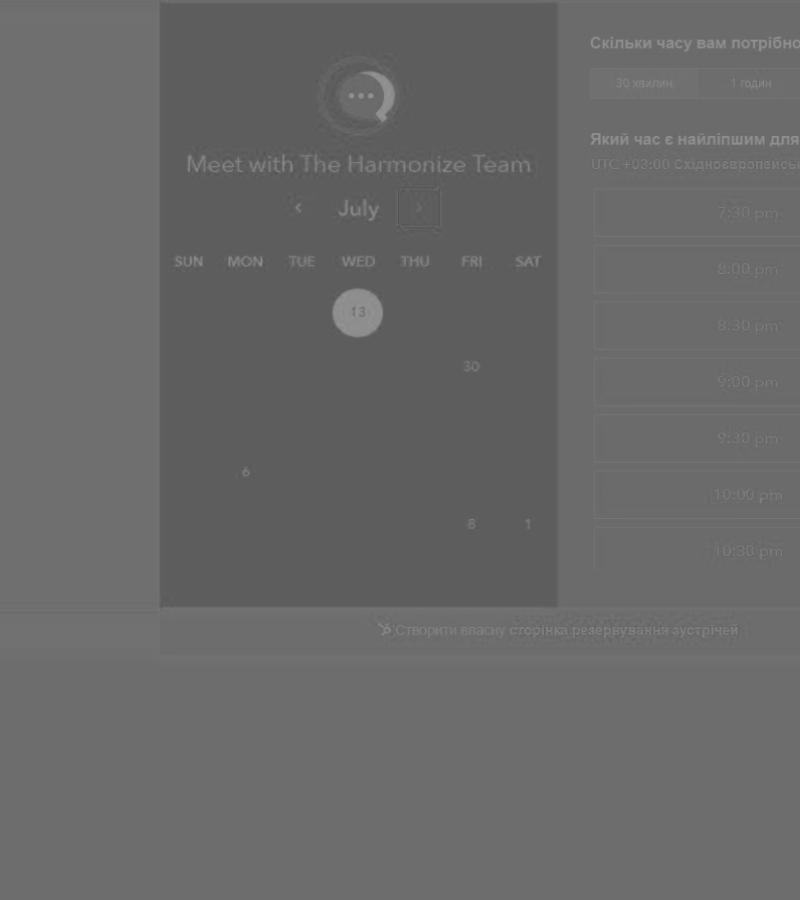 Meet with The Harmonize Team
July
SUN MON TUE WED THU FRI SAT
13
30
6
8 1
Скільки часу вам потрібно
30 хвилин 1 годин
Який час є найліпшим для
UTC +03:00 Східноєвропейськ
7:30 pm
8:00 pm
8:30 pm
9:00 pm
9:30 pm
10:00 pm
10:30 pm
Створити власну сторінка резервування зустрічей